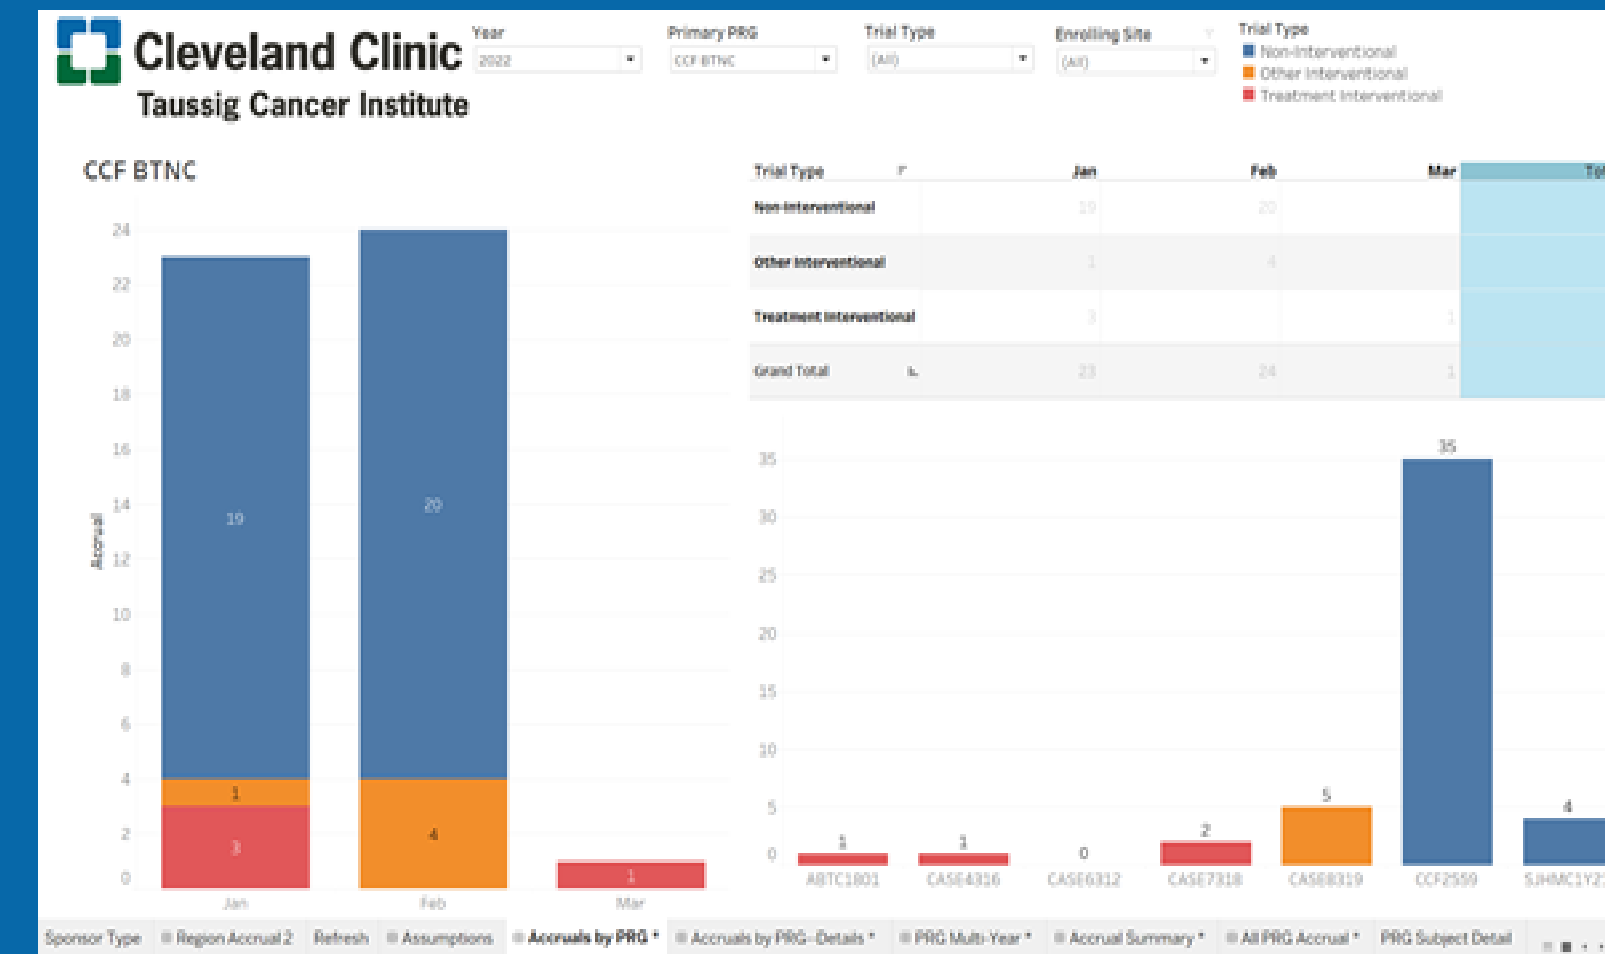 Cleveland Clinic
Taussig Cancer Institute
Year
2022
Primary PRG
CCF BTNC
Trial Type
(All)
Enrolling Site
(All)
Trial Type
Non-Interventional
Other Interventional
Treatment Interventional
CCF BTNC
Accrual
24
22
20
18
16
14
12
10
8
6
4
2
0
19
1
3
20
4
1
Jan Feb Mar
Trial Type Jan Feb Mar Tot
Non-Interventional 19 20
Other Interventional 1 4
Treatment Interventional 3 1
Grand Total 23 24 1
35
30
25
20
15
10
5
0
1 1 0 2 5 35 4
ABTC1801 CASE4316 CASE6312 CASE7318 CASE8319 CCF2559 SJHMC1Y21
Sponsor Type Region Accrual 2 Refresh Assumptions Accruals by PRG * Accruals by PRG--Details * PRG Multi-Year * Accrual Summary * All PRG Accrual * PRG Subject Detail